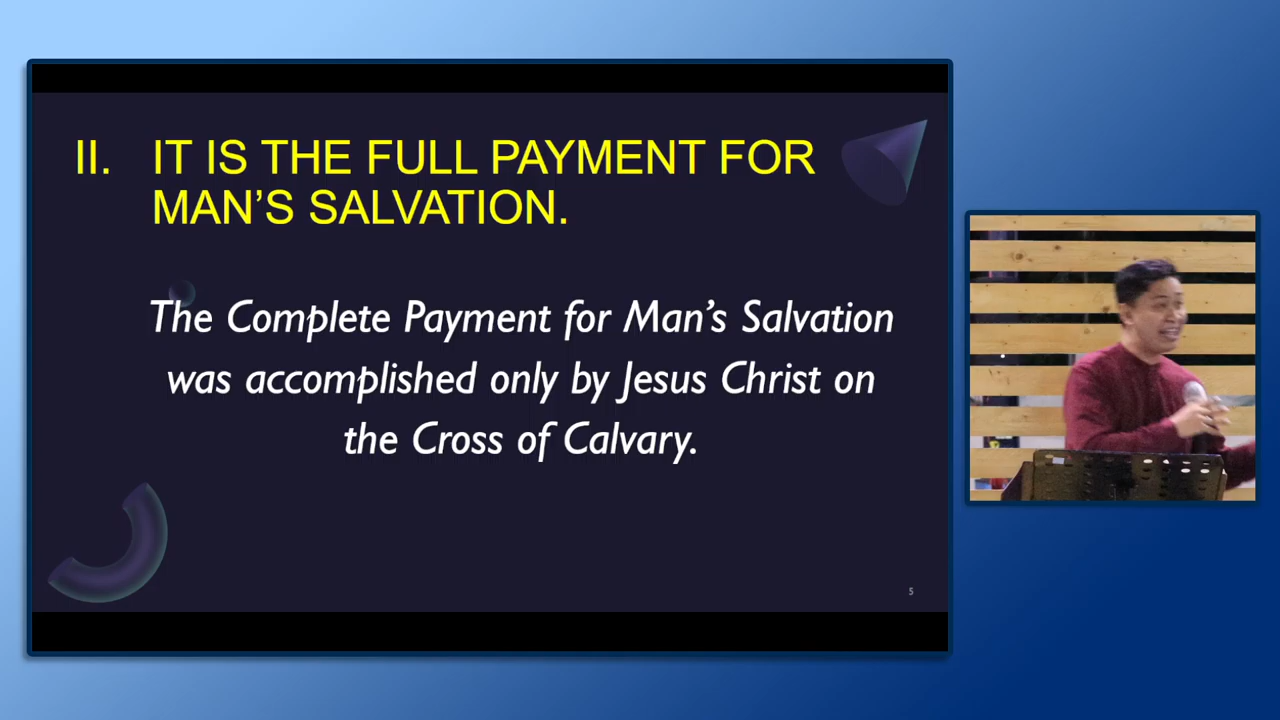 II. IT IS THE FULL PAYMENT FOR
MAN’S SALVATION.
The Complete Payment for Man’s Salvation
was accomplished only by Jesus Christ on
the Cross of Calvary.
5